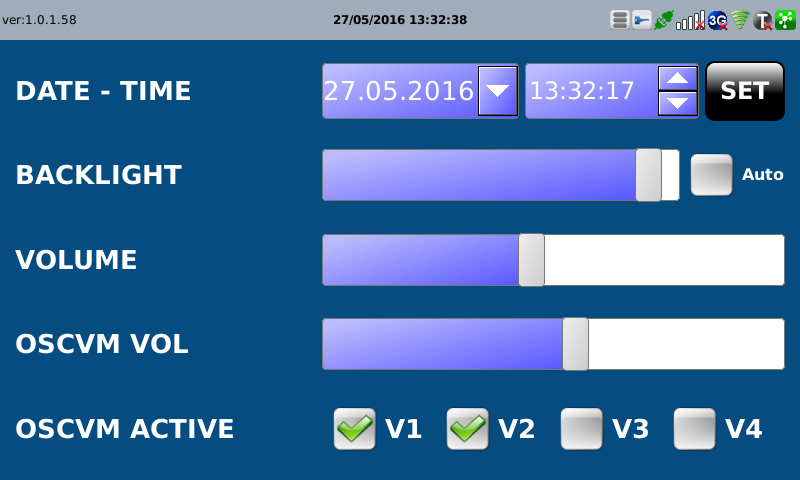 ver:1.0.1.58 27/05/2016 13:32:38 3G T
DATE - TIME 27.05.2016 13:32:17 SET
BACKLIGHT Auto
VOLUME
OSCVM VOL
OSCVM ACTIVE V1 V2 V3 V4